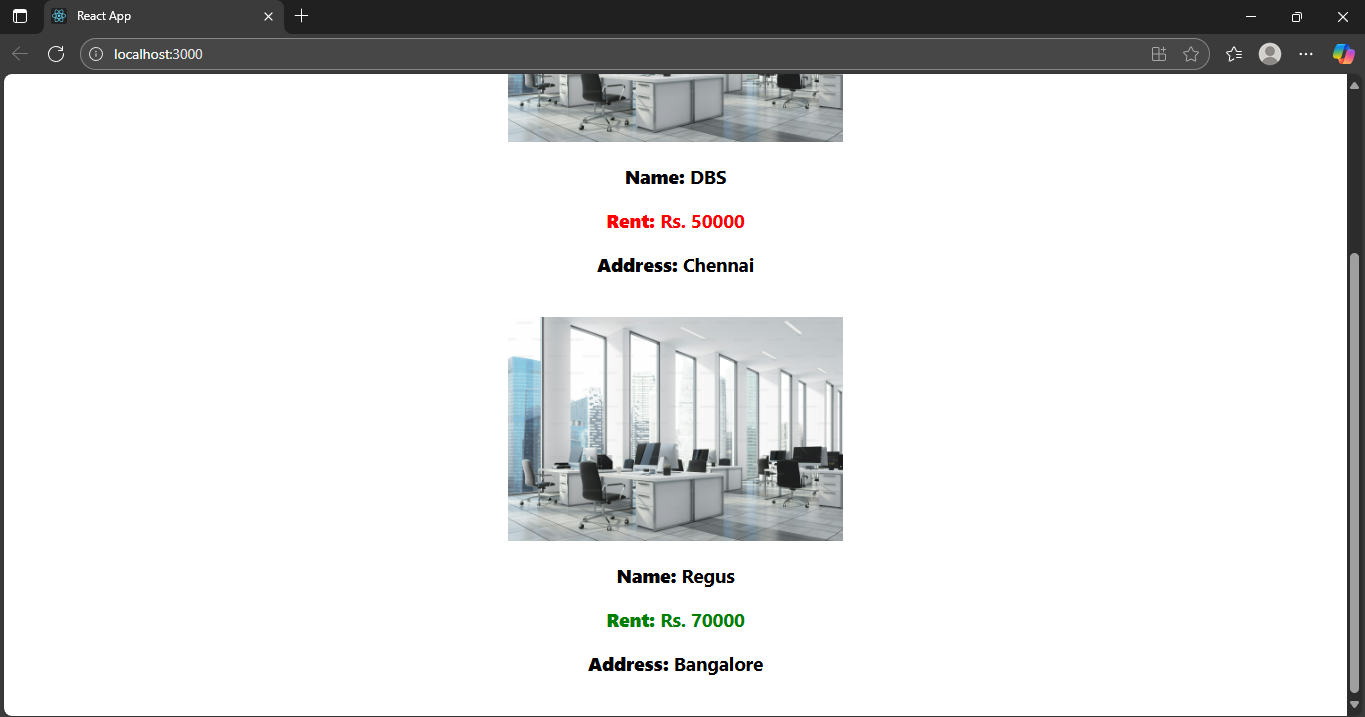 React App
localhost:3000
Name: DBS
Rent: Rs. 50000
Address: Chennai
Name: Regus
Rent: Rs. 70000
Address: Bangalore